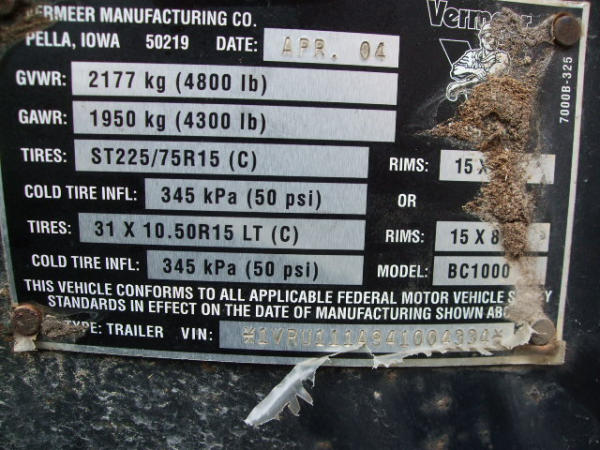 VERMEER MANUFACTURING CO. Vermeer
PELLA, IOWA 50219 DATE: APR. 04
GVWR: 2177 kg (4800 lb)
7000B-325
GAWR: 1950 kg (4300 lb)
TIRES: ST225/75R15 (C) RIMS: 15 X
COLD TIRE INFL: 345 kPa (50 psi) OR
TIRES: 31 X 10.50R15 LT (C) RIMS: 15 X 8
COLD TIRE INFL: 345 kPa (50 psi) MODEL: BC1000
THIS VEHICLE CONFORMS TO ALL APPLICABLE FEDERAL MOTOR VEHICLE
STANDARDS IN EFFECT ON THE DATE OF MANUFACTURING SHOWN
TYPE: TRAILER VIN: *1VRU1114841004334*